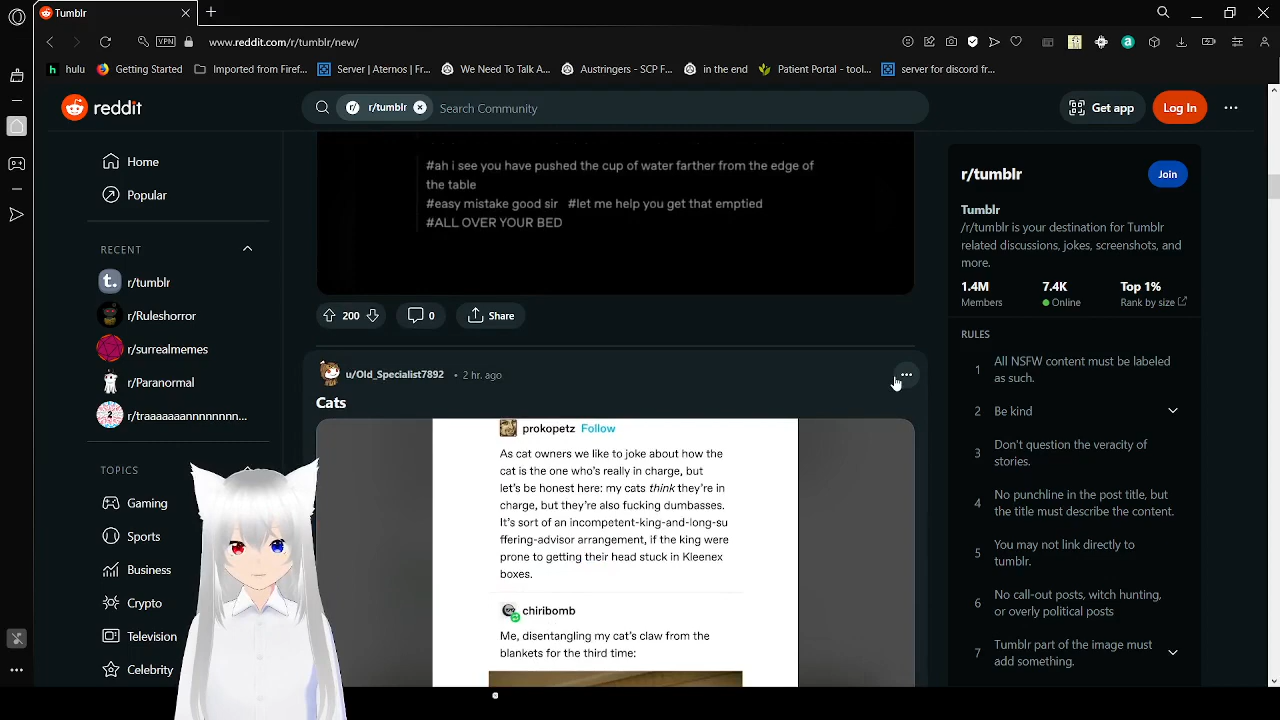 Tumblr
VPN
www.reddit.com/r/tumblr/new/
hulu
Getting Started
Imported from Firef...
Server | Aternos | Fr...
We Need To Talk A...
Austringers - SCP F...
in the end
Patient Portal - tool...
server for discord fr...
reddit
r/tumblr
Search Community
Get app
Log In
Home
Popular
RECENT
r/tumblr
r/Ruleshorror
r/surrealmemes
r/Paranormal
r/traaaaaaannnnnnnn...
TOPICS
Gaming
Sports
Business
Crypto
Television
Celebrity
#ah i see you have pushed the cup of water farther from the edge of
the table
#easy mistake good sir #let me help you get that emptied
#ALL OVER YOUR BED
200
0
Share
u/Old_Specialist7892 • 2 hr. ago
Cats
prokopetz Follow
As cat owners we like to joke about how the
cat is the one who's really in charge, but
let's be honest here: my cats think they're in
charge, but they're also fucking dumbasses.
It's sort of an incompetent-king-and-long-su
ffering-advisor arrangement, if the king were
prone to getting their head stuck in Kleenex
boxes.
chiribomb
Me, disentangling my cat's claw from the
blankets for the third time:
r/tumblr
Join
Tumblr
/r/tumblr is your destination for Tumblr
related discussions, jokes, screenshots, and
more.
1.4M 7.4K Top 1%
Members Online Rank by size
RULES
1 All NSFW content must be labeled
as such.
2 Be kind
3 Don't question the veracity of
stories.
4 No punchline in the post title, but
the title must describe the content.
5 You may not link directly to
tumblr.
6 No call-out posts, witch hunting,
or overly political posts
7 Tumblr part of the image must
add something.